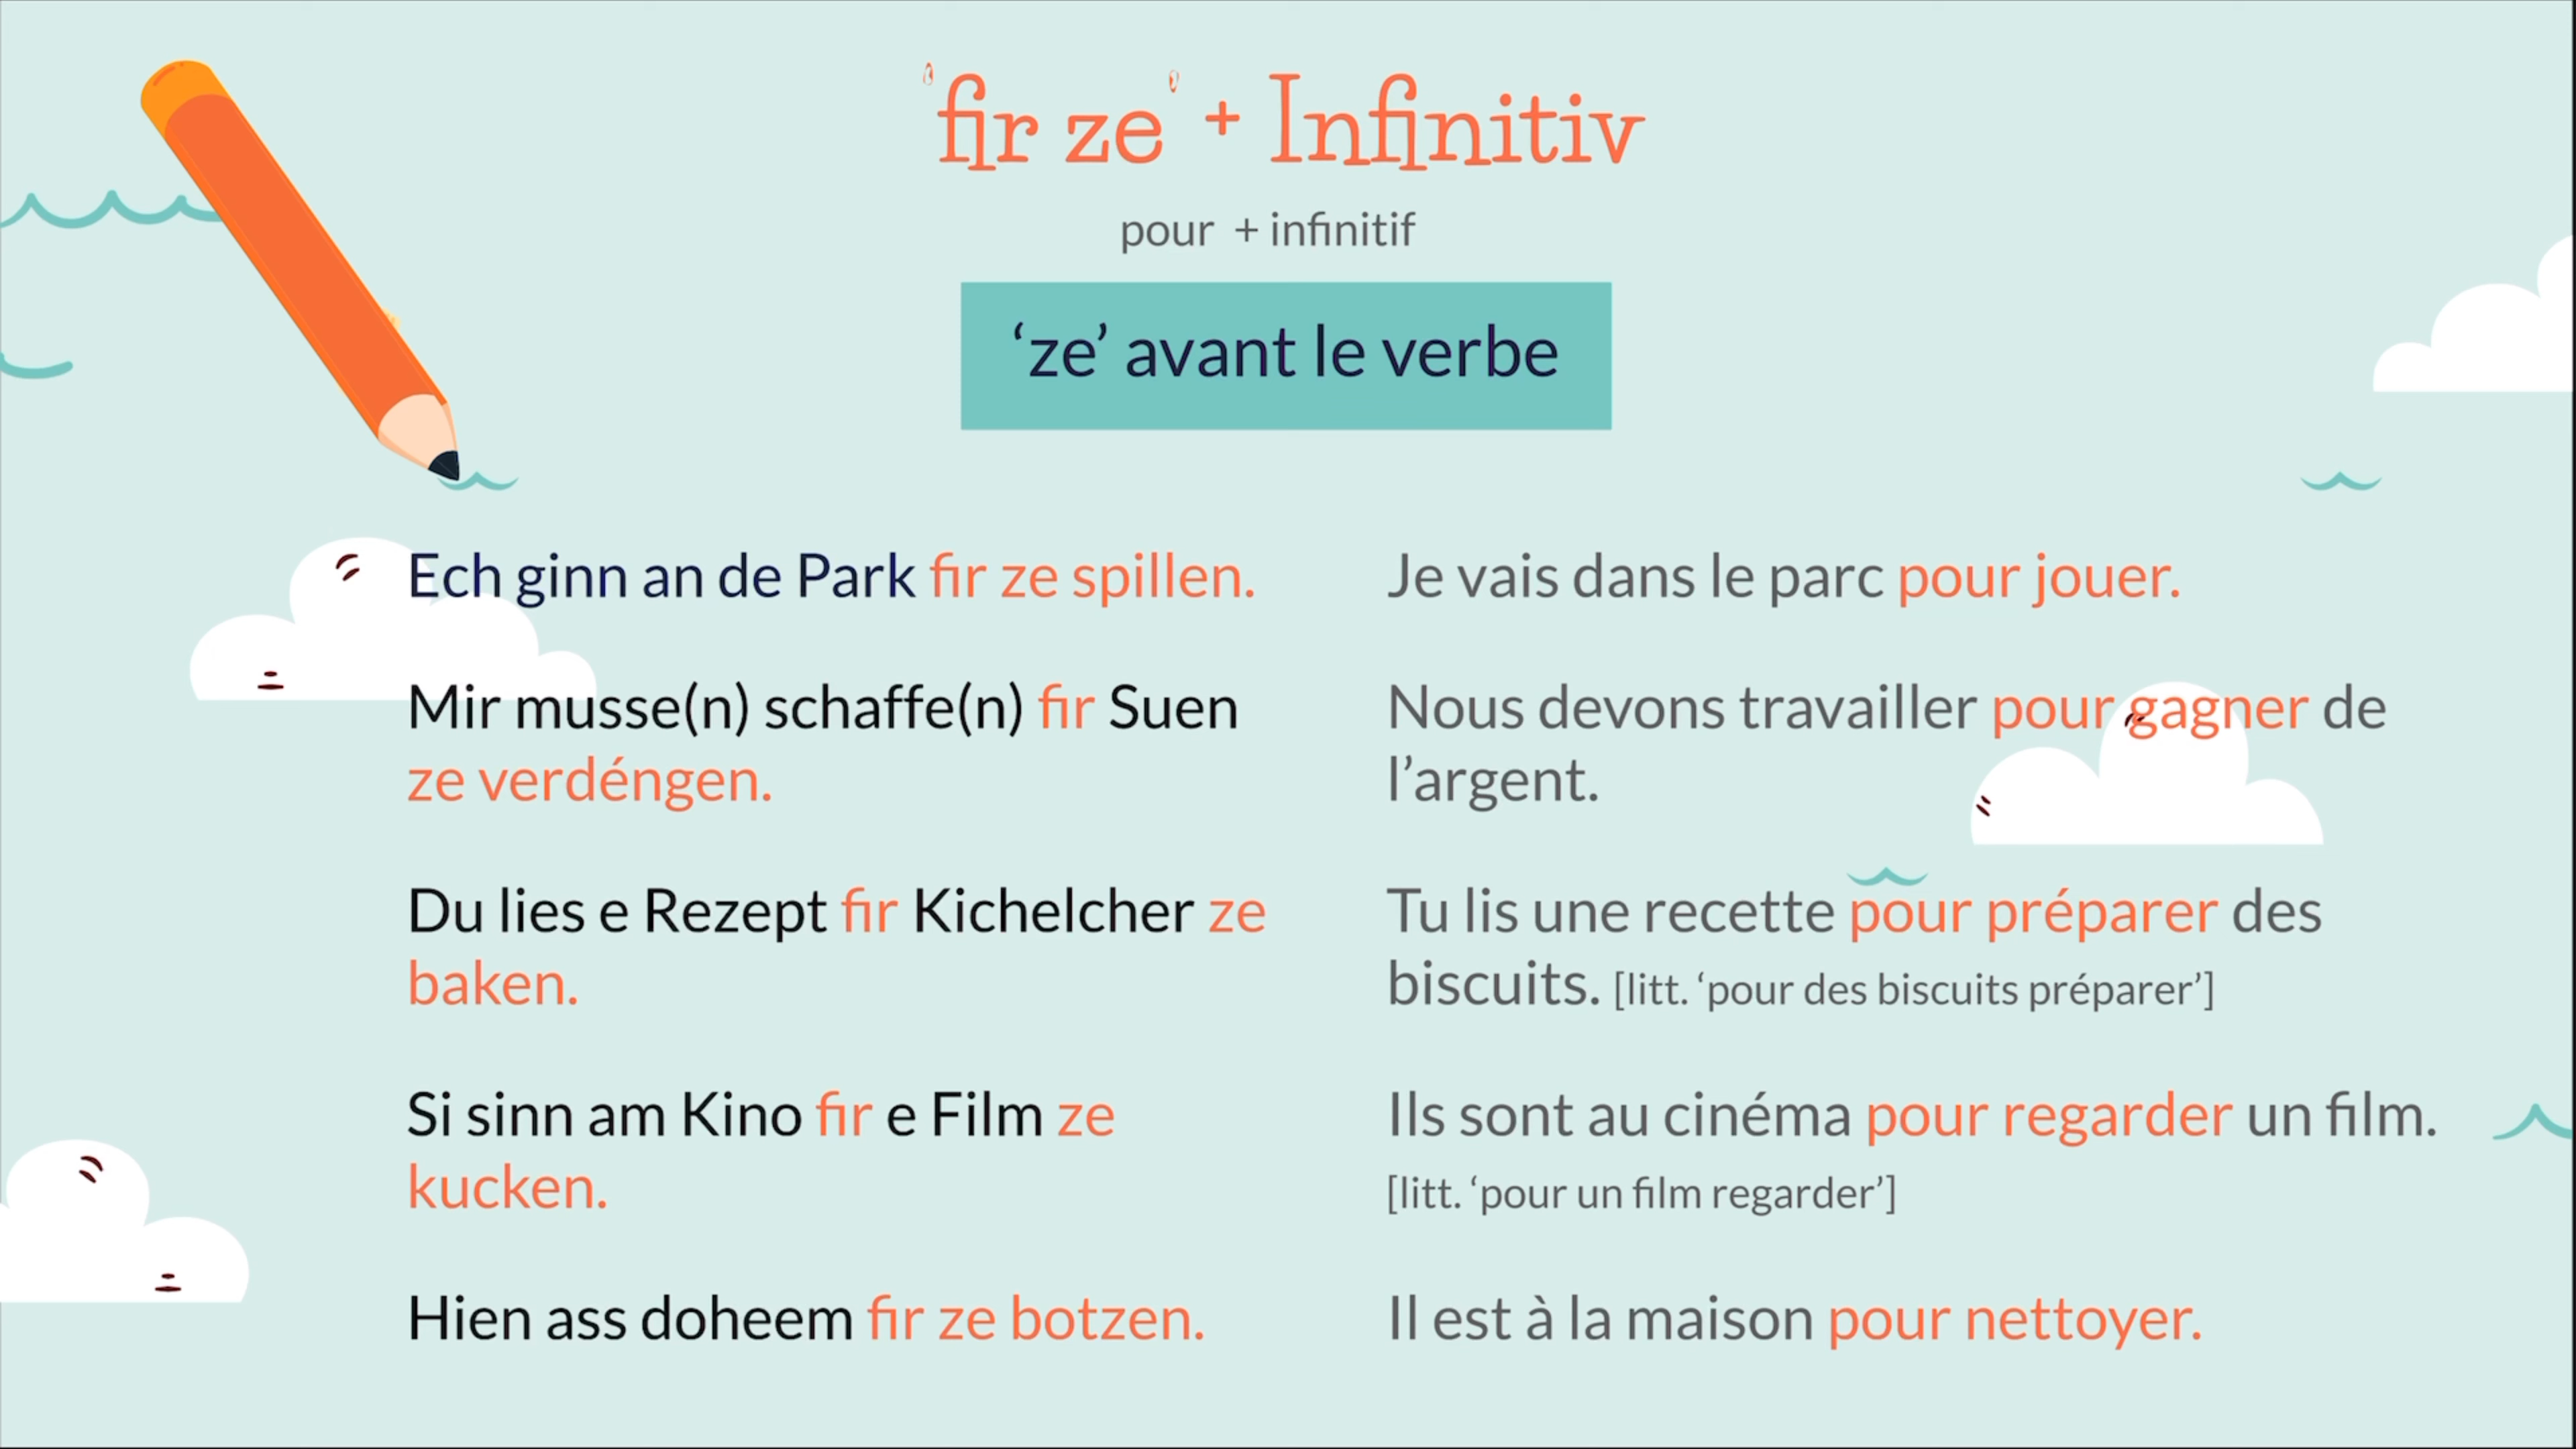 'fir ze' + Infinitiv
pour + infinitif
‘ze’ avant le verbe
Ech ginn an de Park fir ze spillen.
Je vais dans le parc pour jouer.
Mir musse(n) schaffe(n) fir Suen
ze verdéngen.
Nous devons travailler pour gagner de
l’argent.
Du lies e Rezept fir Kichelcher ze
baken.
Tu lis une recette pour préparer des
biscuits. [litt. ‘pour des biscuits préparer’]
Si sinn am Kino fir e Film ze
kucken.
Ils sont au cinéma pour regarder un film.
[litt. ‘pour un film regarder’]
Hien ass doheem fir ze botzen.
Il est à la maison pour nettoyer.